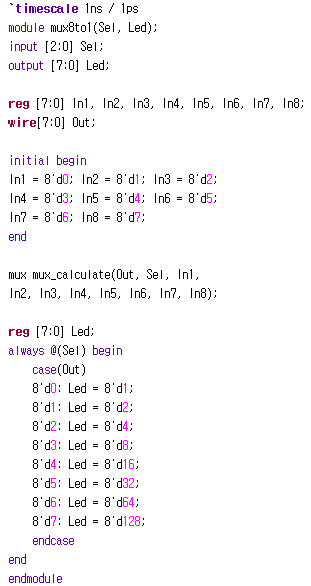 `timescale 1ns / 1ps
module mux8to1(Sel, Led);
input [2:0] Sel;
output [7:0] Led;
reg [7:0] In1, In2, In3, In4, In5, In6, In7, In8;
wire[7:0] Out;
initial begin
In1 = 8'd0; In2 = 8'd1; In3 = 8'd2;
In4 = 8'd3; In5 = 8'd4; In6 = 8'd5;
In7 = 8'd6; In8 = 8'd7;
end
mux mux_calculate(Out, Sel, In1,
In2, In3, In4, In5, In6, In7, In8);
reg [7:0] Led;
always @(Sel) begin
case(Out)
8'd0: Led = 8'd1;
8'd1: Led = 8'd2;
8'd2: Led = 8'd4;
8'd3: Led = 8'd8;
8'd4: Led = 8'd16;
8'd5: Led = 8'd32;
8'd6: Led = 8'd64;
8'd7: Led = 8'd128;
endcase
end
endmodule